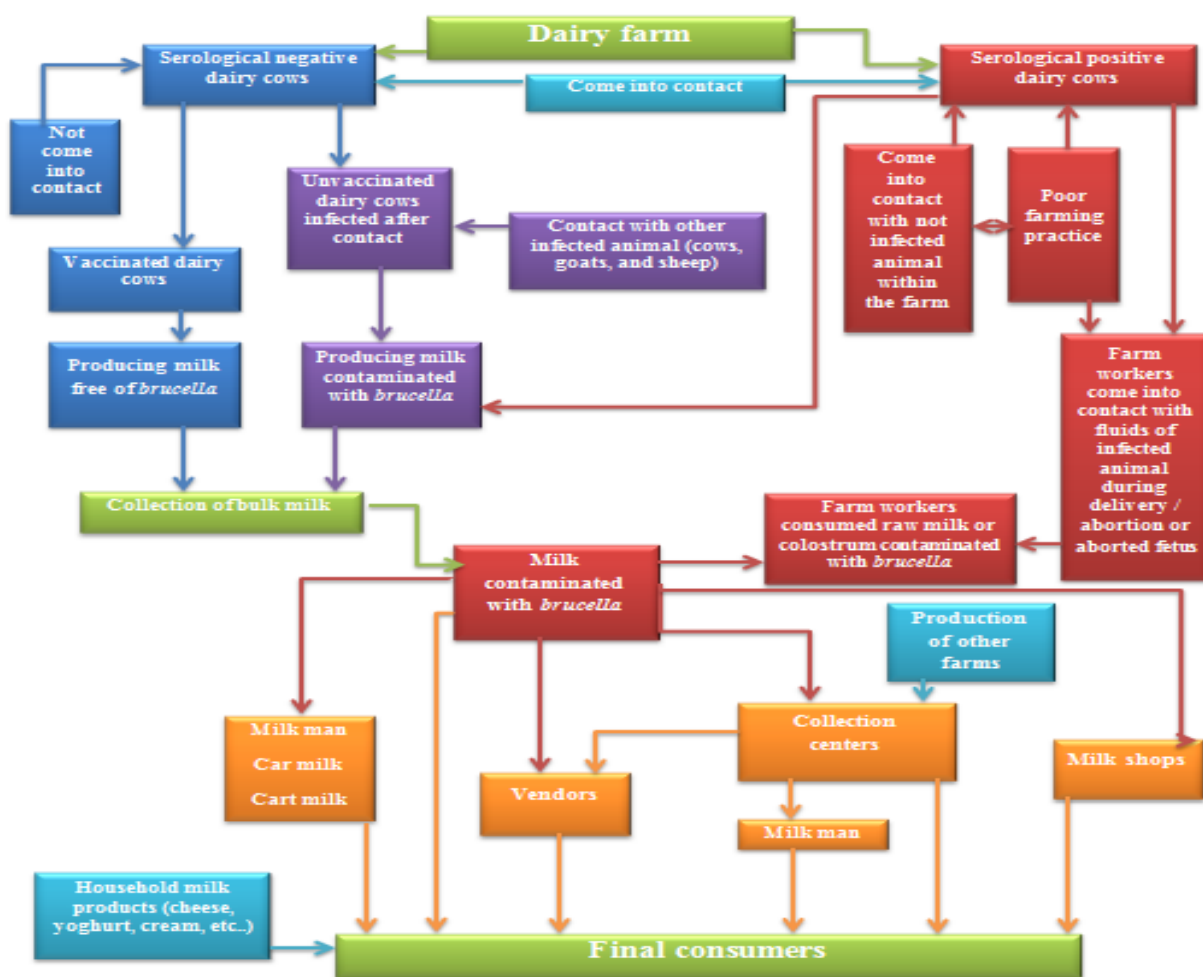 Dairy farm
Serological negative
dairy cows
Come into contact
Serological positive
dairy cows
Not
come
into
contact
Unvaccinated
dairy cows
infected after
contact
Contact with other
infected animal (cows,
goats, and sheep)
Come
into
contact
with not
infected
animal
within
the farm
Poor
farming
practice
Vaccinated dairy
cows
Producing milk
free of brucella
Producing milk
contaminated
with brucella
Farm
workers
come into
contact with
fluids of
infected
animal
during
delivery /
abortion or
aborted fetus
Collection of bulk milk
Farm workers
consumed raw milk or
colostrum contaminated
with brucella
Milk
contaminated
with brucella
Production
of other
farms
Milk man
Car milk
Cart milk
Vendors
Collection
centers
Milk shops
Milk man
Household milk
products (cheese,
yoghurt, cream, etc..)
Final consumers